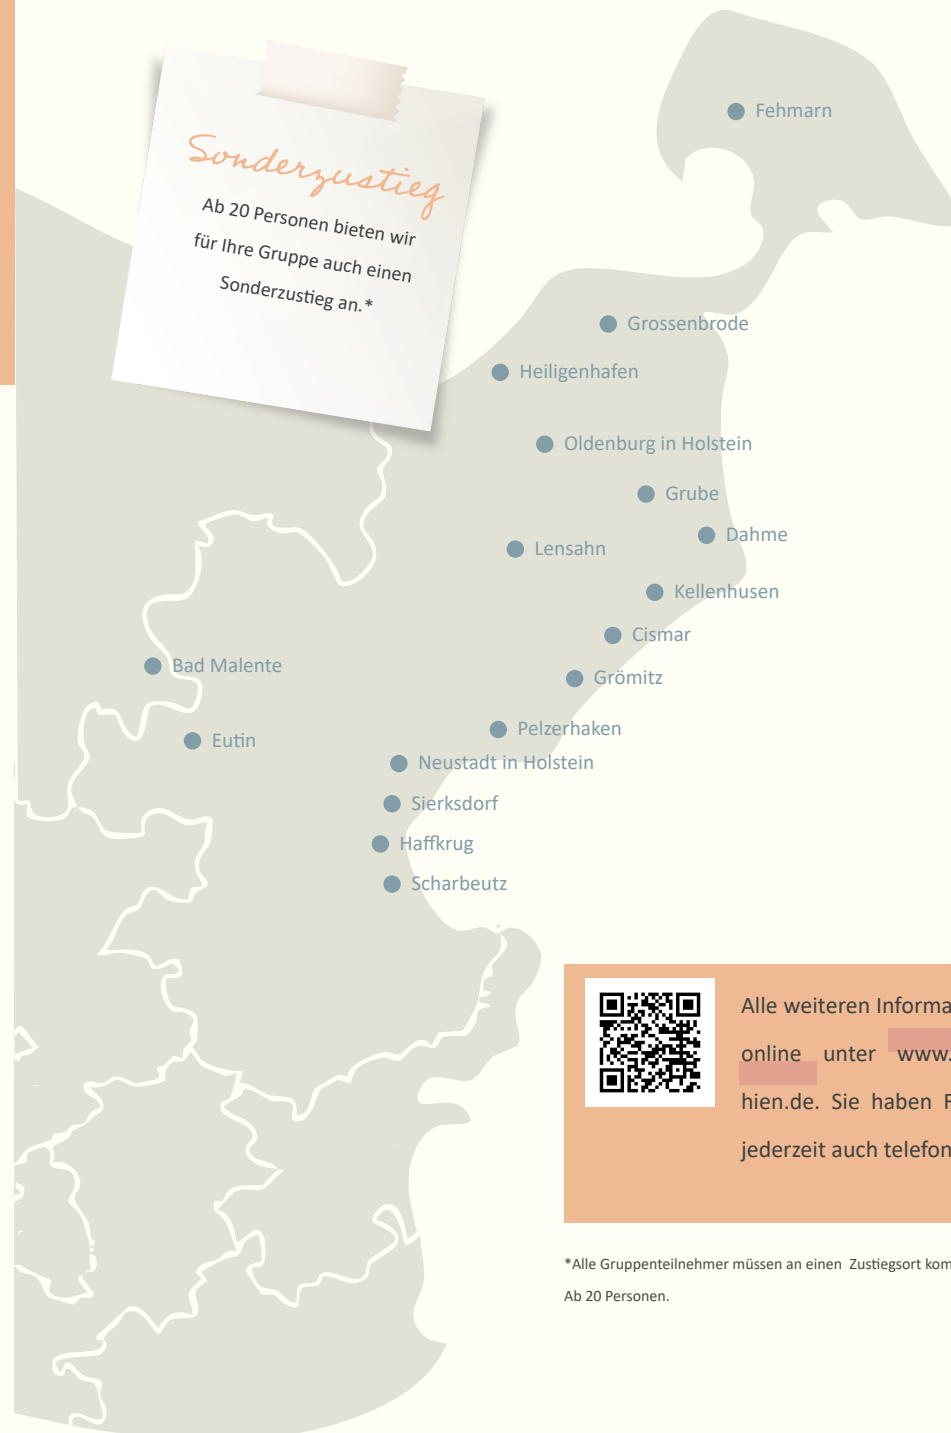 Sonderzustieg
Ab 20 Personen bieten wir
für Ihre Gruppe auch einen
Sonderzustieg an.*
Fehmarn
Grossenbrode
Heiligenhafen
Oldenburg in Holstein
Grube
Dahme
Lensahn
Kellenhusen
Cismar
Bad Malente
Grömitz
Pelzerhaken
Eutin
Neustadt in Holstein
Sierksdorf
Haffkrug
Scharbeutz
Alle weiteren Informa
online unter www.
hien.de. Sie haben F
jederzeit auch telefon
*Alle Gruppenteilnehmer müssen an einen Zustiegsort kom
Ab 20 Personen.